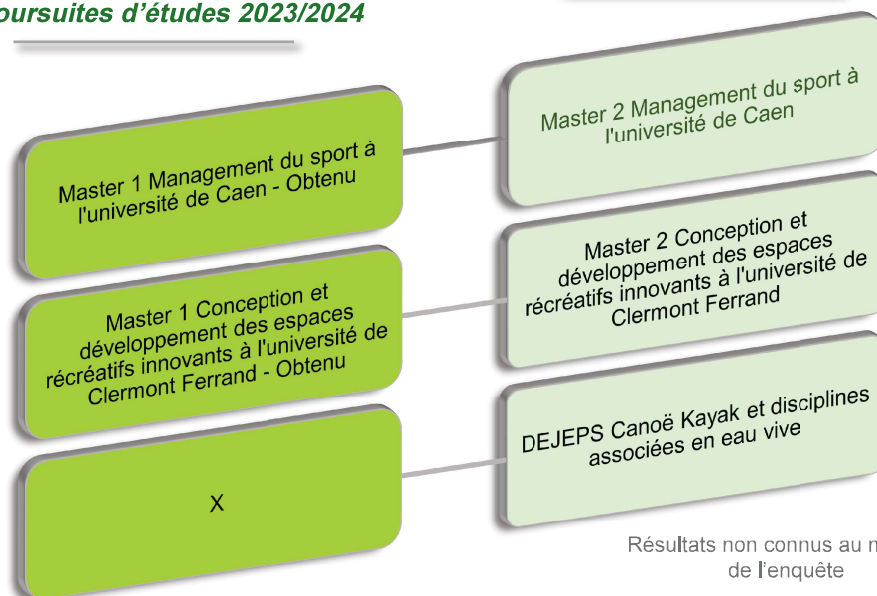 oursuites d'études 2023/2024
Master 1 Management du sport à
l'université de Caen - Obtenu
Master 2 Management du sport à
l'université de Caen
Master 1 Conception et
développement des espaces
récréatifs innovants à l'université de
Clermont Ferrand - Obtenu
Master 2 Conception et
développement des espaces
récréatifs innovants à l'université de
Clermont Ferrand
X
DEJEPS Canoë Kayak et disciplines
associées en eau vive
Résultats non connus au
de l'enquête